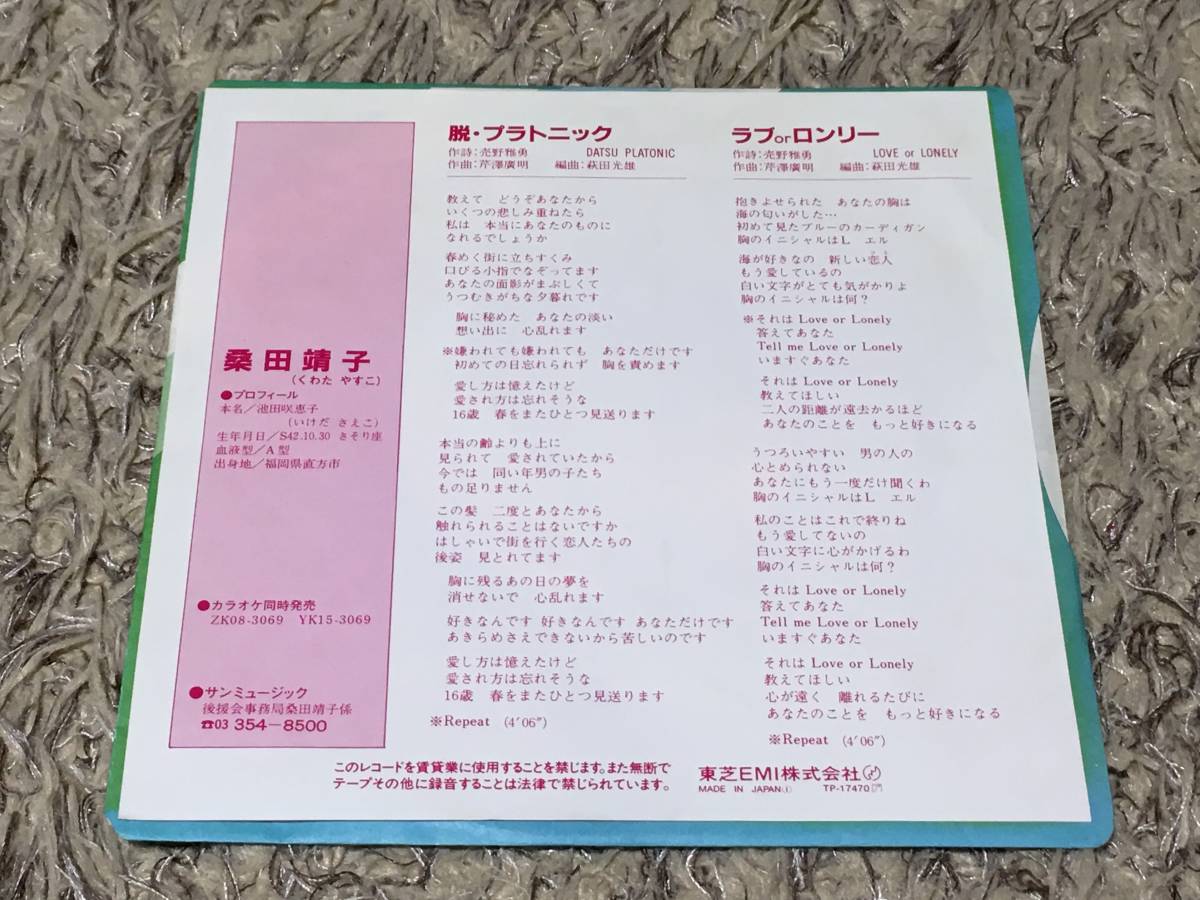 桑田靖子
(くわた やすこ)
●プロフィール
本名/池田咲恵子
(いけだ さえこ)
生年月日/S42.10.30 さそり座
血液型/A型
出身地/福岡県直方市
●カラオケ同時発売
ZK08-3069 YK15-3069
●サンミュージック
後援会事務局桑田靖子係
☎03 354-8500
脱・プラトニック
作詩:売野雅勇 DATSU PLATONIC
作曲:芹澤廣明 編曲:萩田光雄
教えて どうぞあなたから
いくつの悲しみ重ねたら
私は 本当にあなたのものに
なれるでしょうか
春めく街に立ちすくみ
口びる小指でなぞってます
あなたの面影がまぶしくて
うつむきがちな夕暮れです
胸に秘めた あなたの淡い
想い出に 心乱れます
※嫌われても嫌われても あなただけです
初めての日忘れられず 胸を責めます
愛し方は憶えたけど
愛され方は忘れそうな
16歳 春をまたひとつ見送ります
本当の齢よりも上に
見られて 愛されていたから
今では 同い年男の子たち
もの足りません
この髪 二度とあなたから
触れられることはないですか
はしゃいで街を行く恋人たちの
後姿 見とれてます
胸に残るあの日の夢を
消せないで 心乱れます
好きなんです 好きなんです あなただけです
あきらめさえできないから苦しいのです
愛し方は憶えたけど
愛され方は忘れそうな
16歳 春をまたひとつ見送ります
※Repeat (4′06″)
ラブorロンリー
作詩:売野雅勇 LOVE or LONELY
作曲:芹澤廣明 編曲:萩田光雄
抱きよせられた あなたの胸は
海の匂いがした…
初めて見たブルーのカーディガン
胸のイニシャルはL エル
海が好きなの 新しい恋人
もう愛しているの
白い文字がとても気がかりよ
胸のイニシャルは何?
※それは Love or Lonely
答えてあなた
Tell me Love or Lonely
いますぐあなた
それは Love or Lonely
教えてほしい
二人の距離が遠去かるほど
あなたのことを もっと好きになる
うつろいやすい 男の人の
心とめられない
あなたにもう一度だけ聞くわ
胸のイニシャルはL エル
私のことはこれで終りね
もう愛してないの
白い文字に心がかげるわ
胸のイニシャルは何?
それは Love or Lonely
答えてあなた
Tell me Love or Lonely
いますぐあなた
それは Love or Lonely
教えてほしい
心が遠く 離れるたびに
あなたのことを もっと好きになる
※Repeat (4′06″)
このレコードを賃貸業に使用することを禁じます。また無断で
テープその他に録音することは法律で禁じられています。
東芝EMI株式会社
MADE IN JAPAN TP-17470